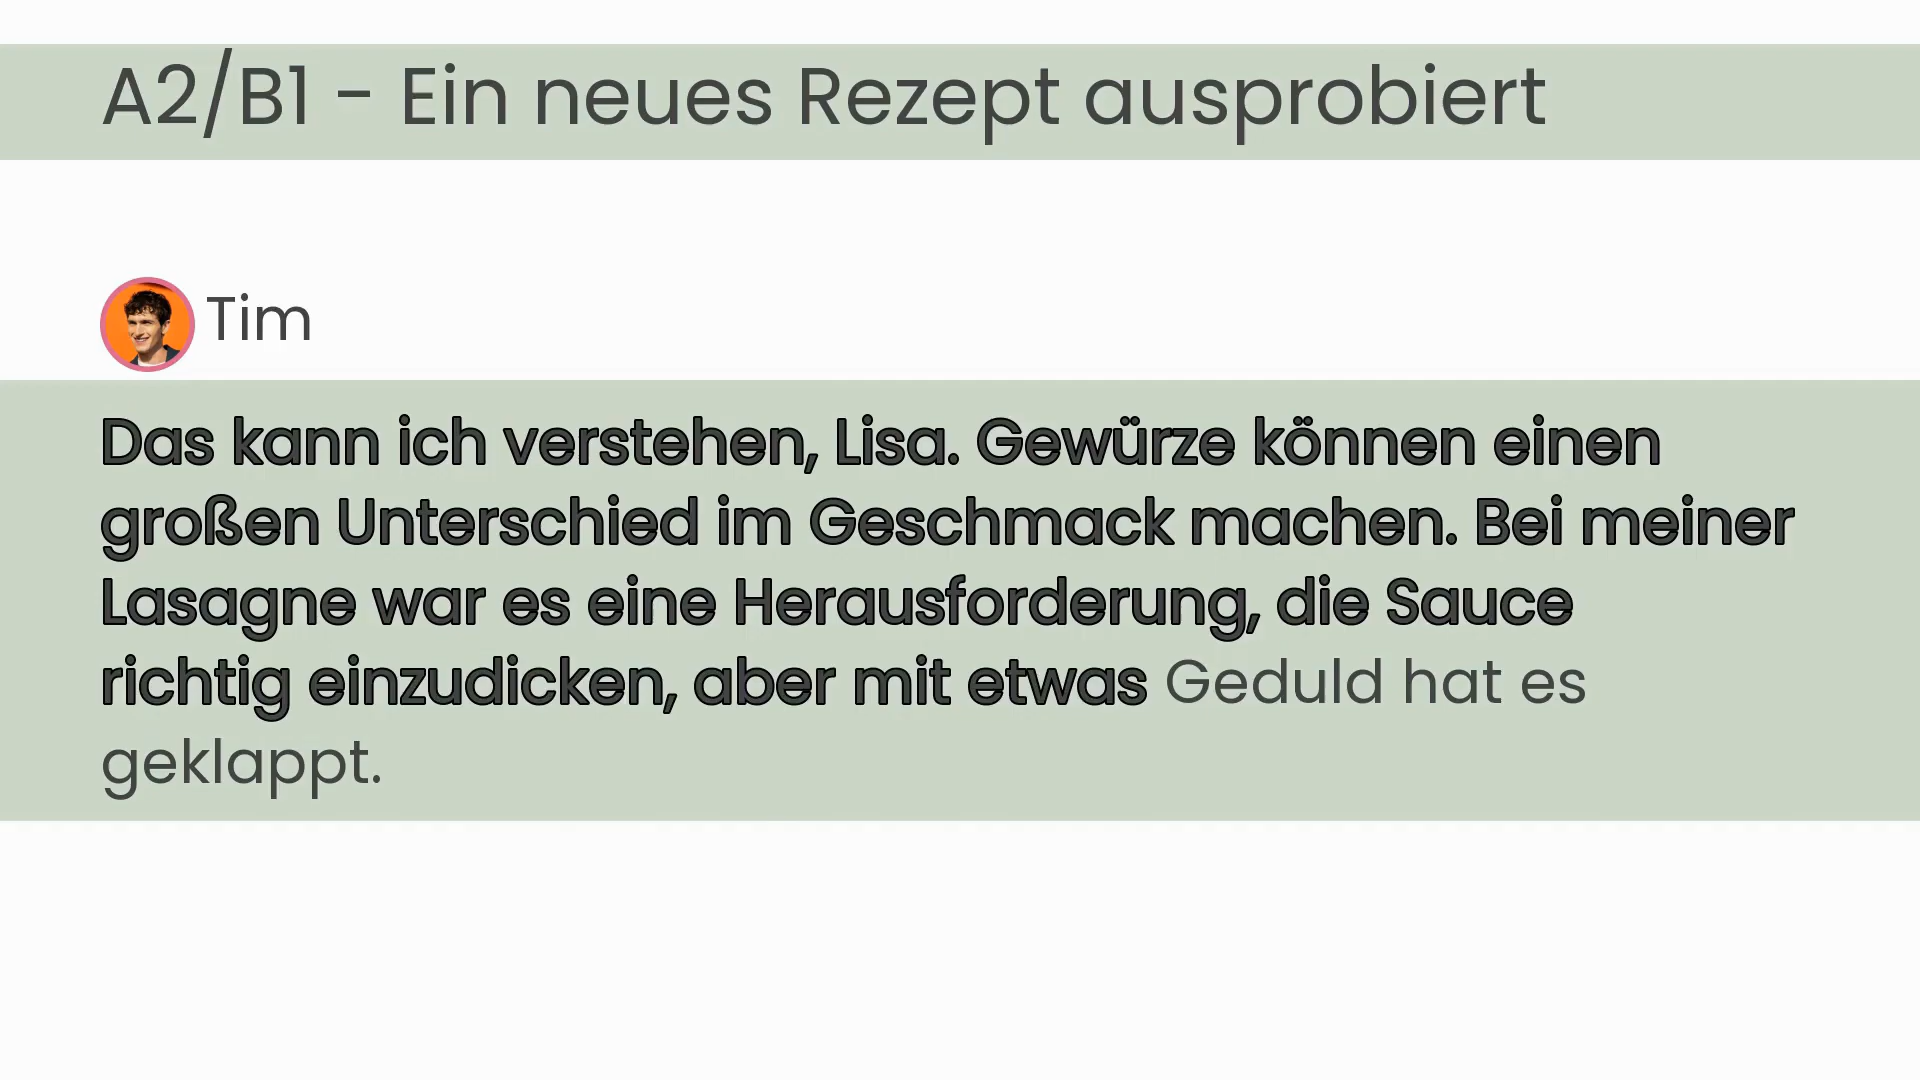 A2/B1 - Ein neues Rezept ausprobiert
Tim
Das kann ich verstehen, Lisa. Gewürze können einen
großen Unterschied im Geschmack machen. Bei meiner
Lasagne war es eine Herausforderung, die Sauce
richtig einzudicken, aber mit etwas Geduld hat es
geklappt.